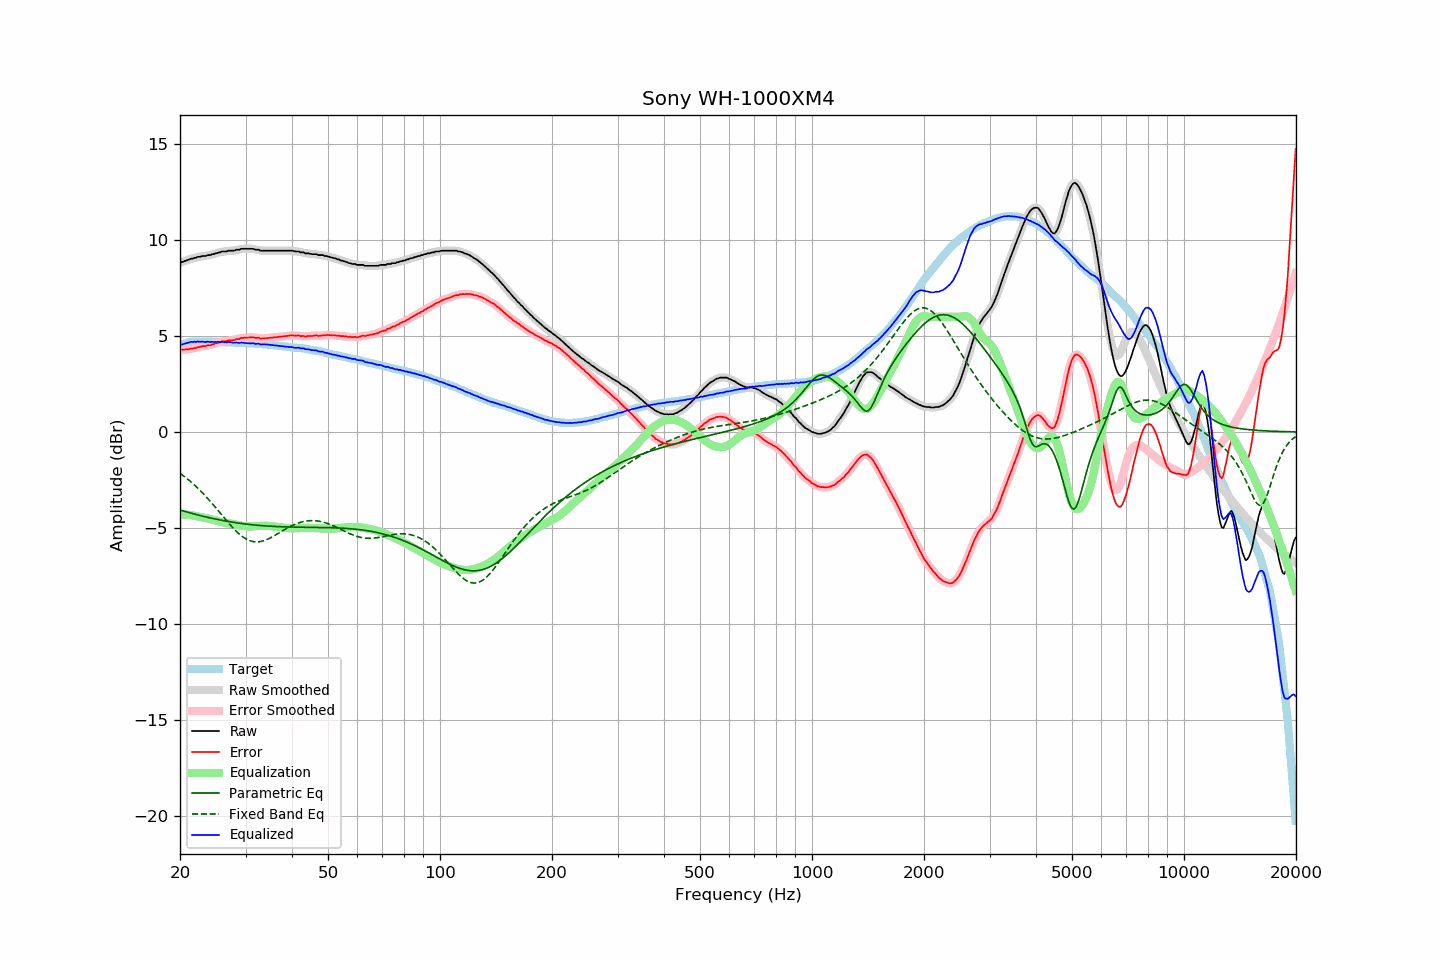 Sony WH-1000XM4
Amplitude (dBr)
15
10
5
0
−5
−10
−15
−20
Target
Raw Smoothed
Error Smoothed
Raw
Error
Equalization
Parametric Eq
Fixed Band Eq
Equalized
20 50 100 200 500 1000 2000 5000 10000 20000
Frequency (Hz)